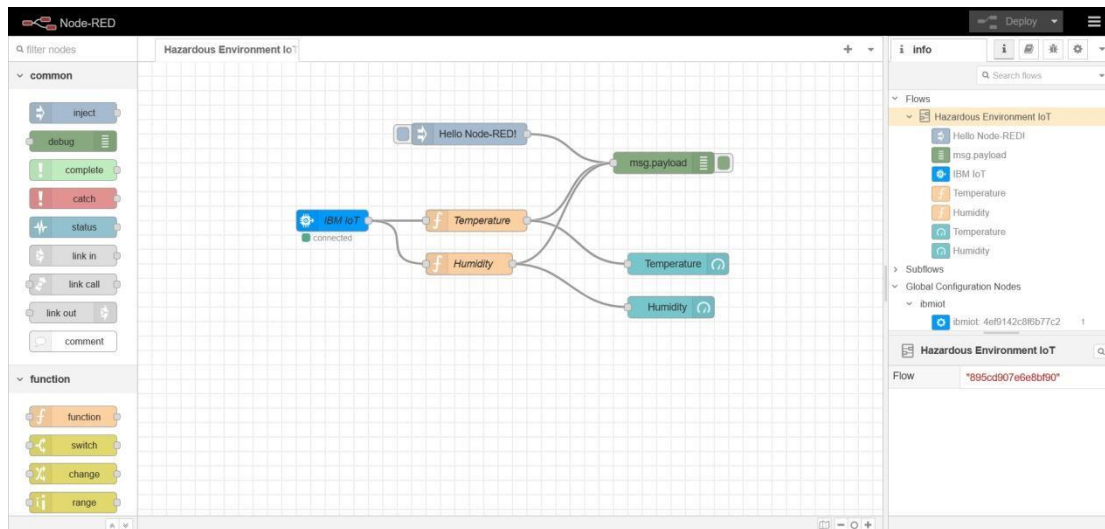 Node-RED
Deploy
filter nodes
common
inject
debug
complete
catch
status
link in
link call
link out
comment
function
function
switch
change
range
Hazardous Environment IoT
Hello Node-RED!
msg.payload
IBM IoT
connected
Temperature
Humidity
Temperature
Humidity
info
Search flows
Flows
Hazardous Environment IoT
Hello Node-RED!
msg.payload
IBM IoT
Temperature
Humidity
Temperature
Humidity
Subflows
Global Configuration Nodes
ibmiot
ibmiot: 4ef9142c8f6b77c2 1
Hazardous Environment IoT
Flow "895cd907e6e8bf90"